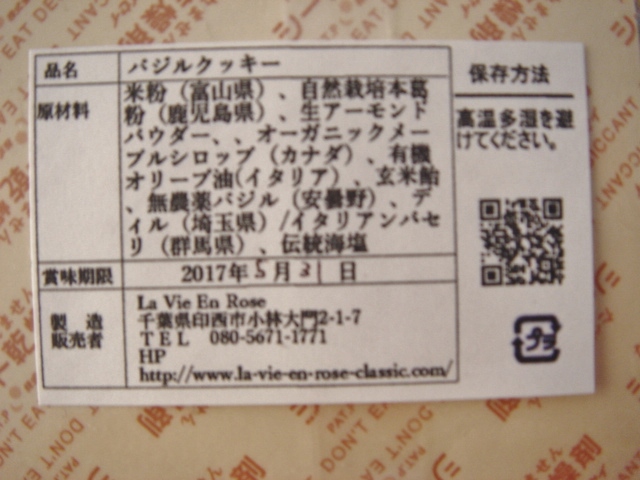 品名
バジルクッキー
原材料
米粉（富山県）、自然栽培本葛
粉（鹿児島県）、生アーモンド
パウダー、、オーガニックメー
プルシロップ（カナダ）、有機
オリーブ油(イタリア）、玄米飴
、無農薬バジル（安曇野）、デ
ィル（埼玉県）/イタリアンパセ
リ（群馬県）、伝統海塩
賞味期限
2017年5月31日
製造
販売者
La Vie En Rose
千葉県印西市小林大門2-1-7
TEL 080-5671-1771
HP
http://www.la-vie-en-rose-classic.com/
保存方法
高温多湿を避
けてください。
プラ
DON'T EAT
DESICCANT
乾燥剤